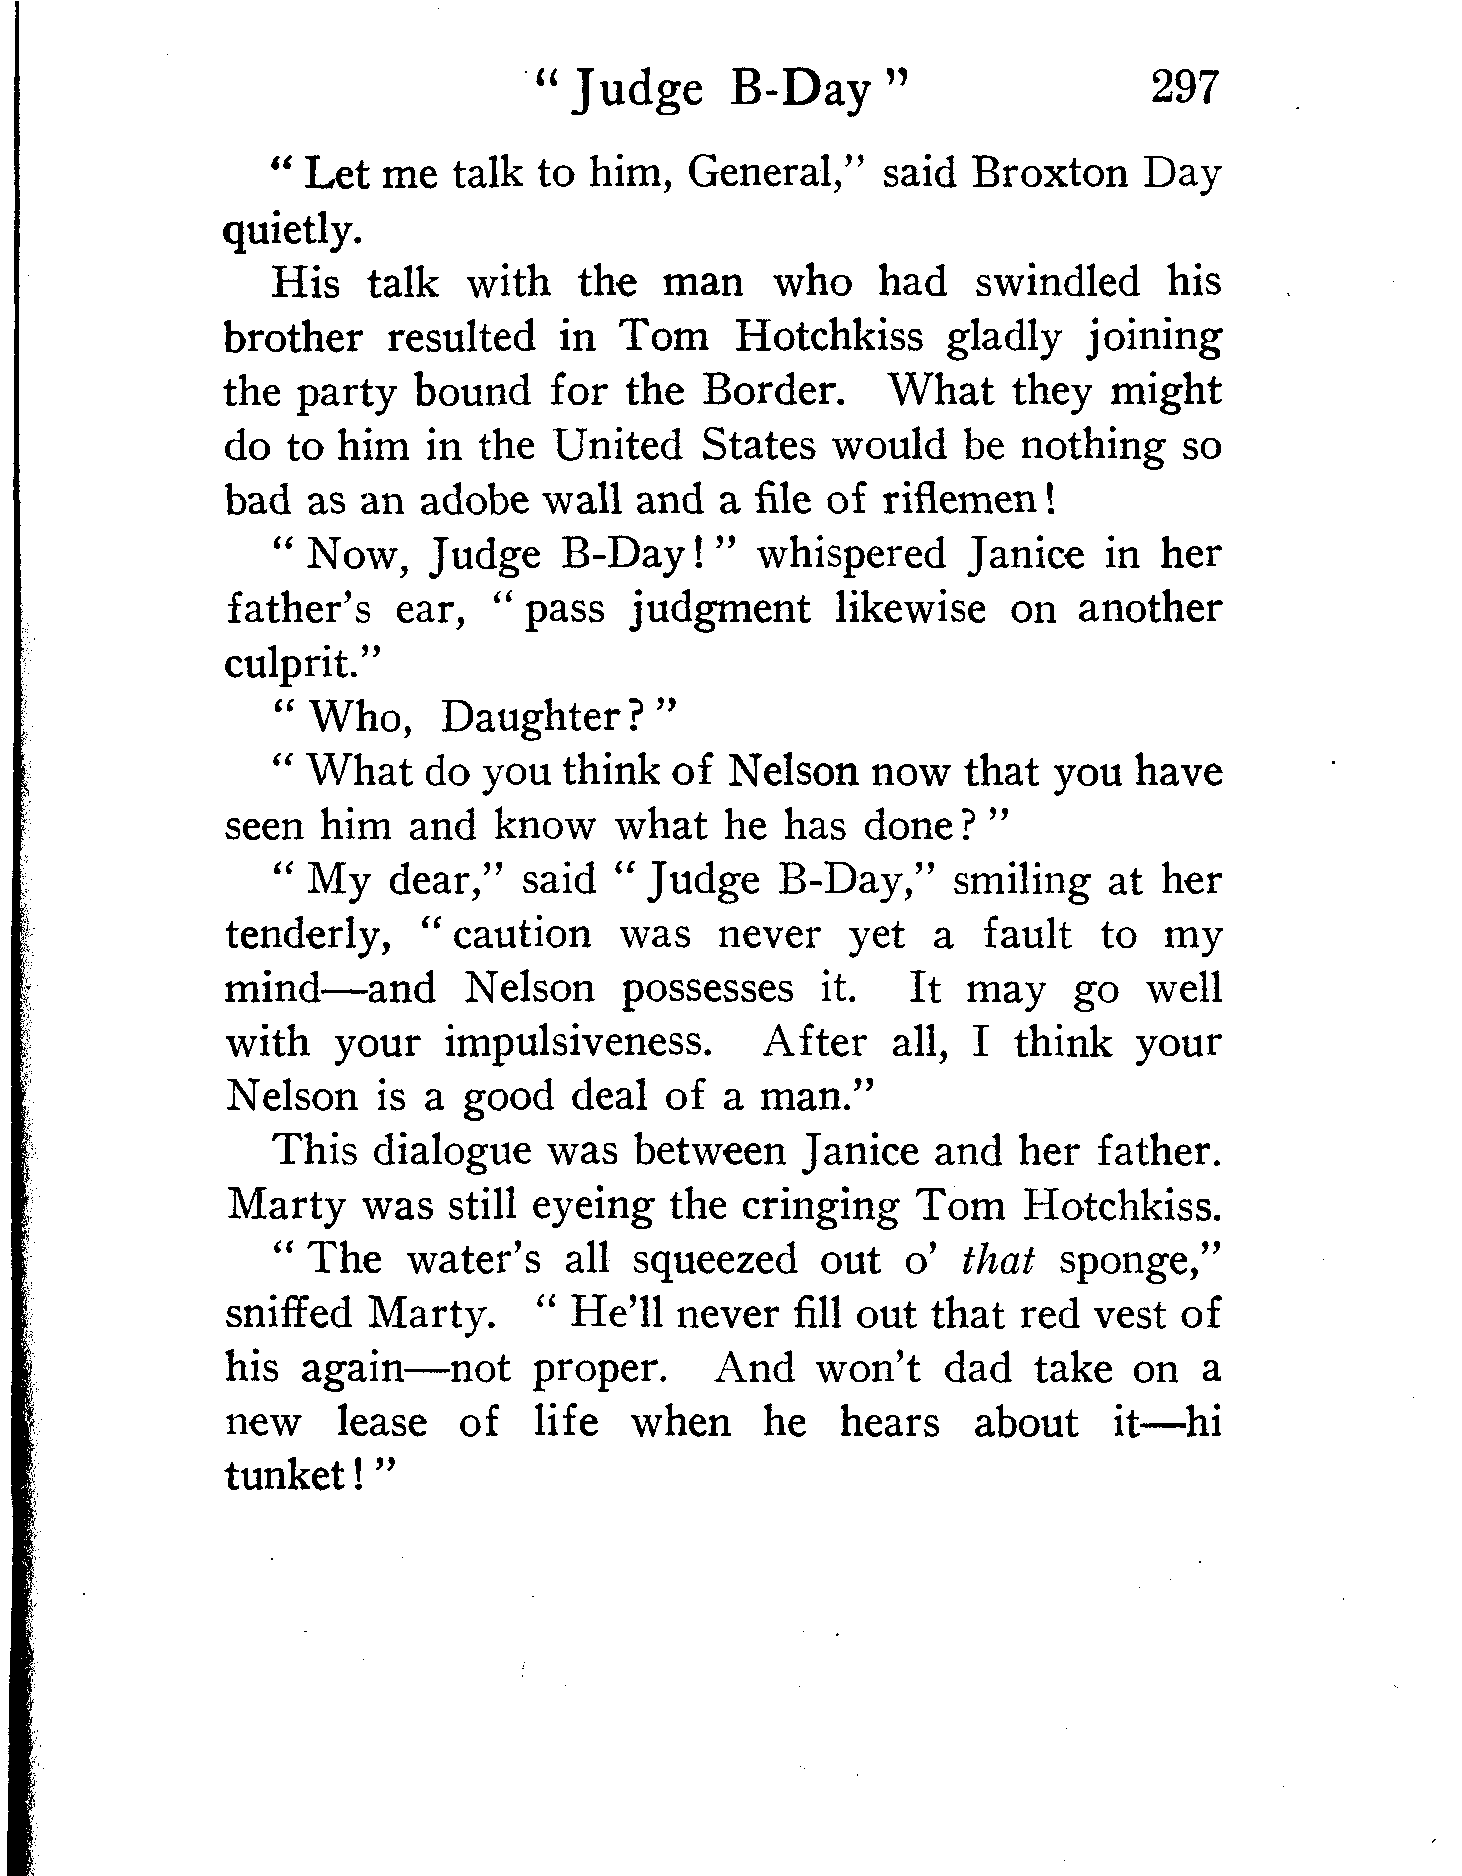 “ Judge B-Day ” 297
“ Let me talk to him, General,” said Broxton Day
quietly.
His talk with the man who had swindled his
brother resulted in Tom Hotchkiss gladly joining
the party bound for the Border. What they might
do to him in the United States would be nothing so
bad as an adobe wall and a file of riflemen!
“ Now, Judge B-Day! ” whispered Janice in her
father’s ear, “ pass judgment likewise on another
culprit.”
“ Who, Daughter? ”
“ What do you think of Nelson now that you have
seen him and know what he has done? ”
“ My dear,” said “ Judge B-Day,” smiling at her
tenderly, “ caution was never yet a fault to my
mind—and Nelson possesses it. It may go well
with your impulsiveness. After all, I think your
Nelson is a good deal of a man.”
This dialogue was between Janice and her father.
Marty was still eyeing the cringing Tom Hotchkiss.
“ The water’s all squeezed out o’ that sponge,”
sniffed Marty. “ He’ll never fill out that red vest of
his again—not proper. And won’t dad take on a
new lease of life when he hears about it—hi
tunket! ”